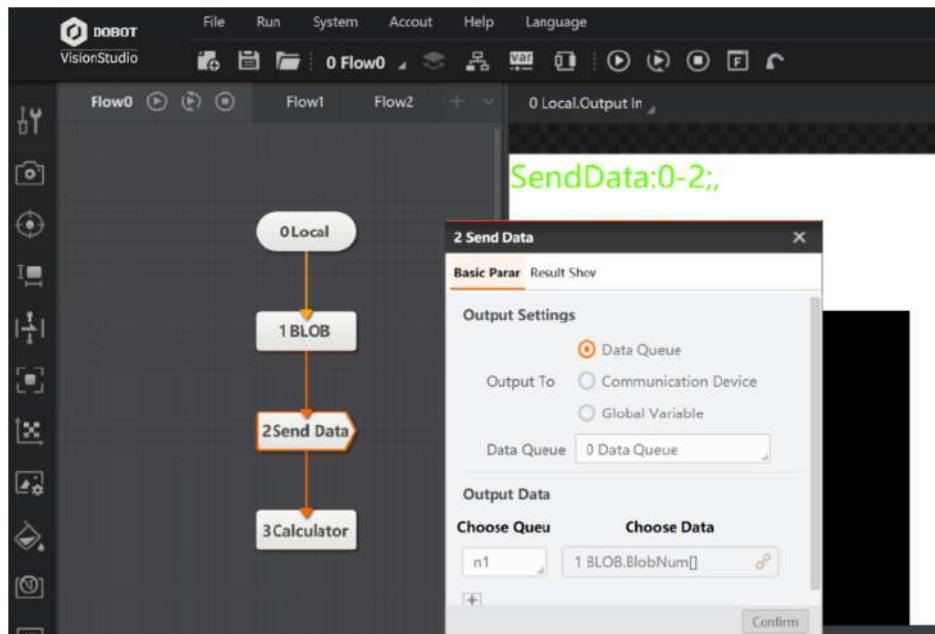 DOBOT
VisionStudio
File Run System Accout Help Language
0 Flow0
var
F
Flow0 Flow1 Flow2
0 Local.Output In
SendData:0-2;,
0 Local
1 BLOB
2 Send Data
3 Calculator
2 Send Data
Basic Parar Result Shov
Output Settings
Data Queue
Output To
Communication Device
Global Variable
Data Queue
0 Data Queue
Output Data
Choose Queu
Choose Data
n1
1 BLOB.BlobNum[]
Confirm